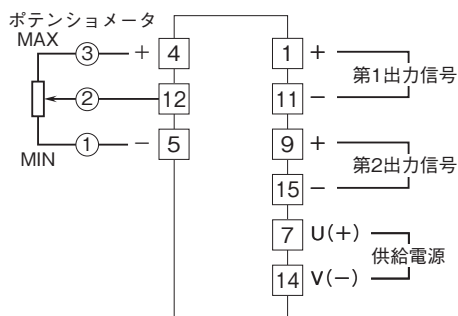 ポテンショメータ
MAX
③ + 4
② 12
① − 5
MIN
1 +
第1出力信号
11 −
9 +
第2出力信号
15 −
7 U(+)
供給電源
14 V(−)